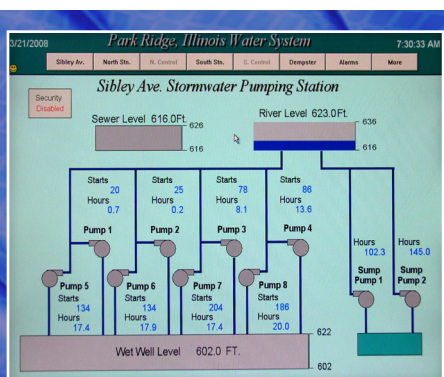 3/21/2008
Park Ridge, Illinois Water System
7:30:33 AM
Sibley Av. North Stn. N. Control South Stn. S. Control Dempster Alarms More
Sibley Ave. Stormwater Pumping Station
Security
Disabled
Sewer Level 616.0Ft.
626
616
River Level 623.0Ft.
636
616
Starts Starts Starts Starts
20 25 78 86
Hours Hours Hours Hours
0.7 0.2 8.1 13.6
Pump 1 Pump 2 Pump 3 Pump 4
Hours Hours
102.3 145.0
Sump Sump
Pump 1 Pump 2
Pump 5 Pump 6 Pump 7 Pump 8
Starts Starts Starts Starts
134 134 204 186
Hours Hours Hours Hours
17.4 17.9 17.4 20.0
Wet Well Level 602.0 FT.
622
602